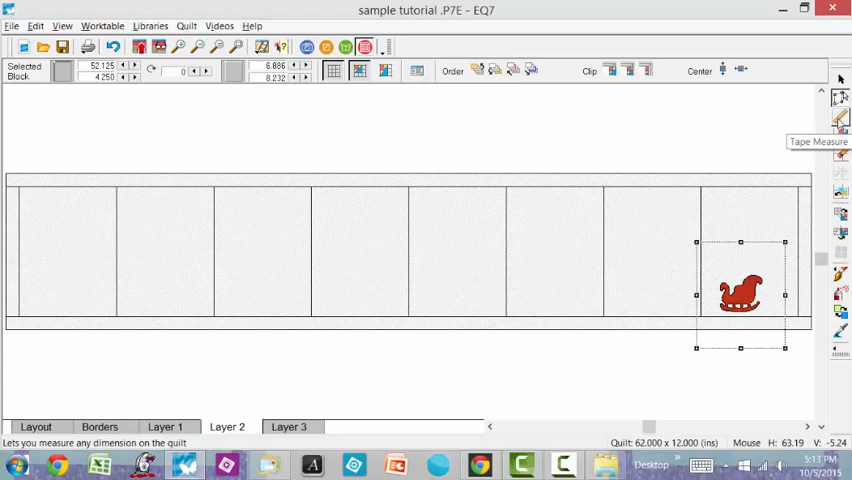 sample tutorial .P7E - EQ7
File Edit View Worktable Libraries Quilt Videos Help
Selected Block 52.125 4.250 0 6.886 8.232 Order Clip Center
Tape Measure
Layout Borders Layer 1 Layer 2 Layer 3
Lets you measure any dimension on the quilt Quilt: 62.000 x 12.000 (ins) Mouse H: 63.19 V: -5.24
Desktop 5:13 PM
10/5/2015